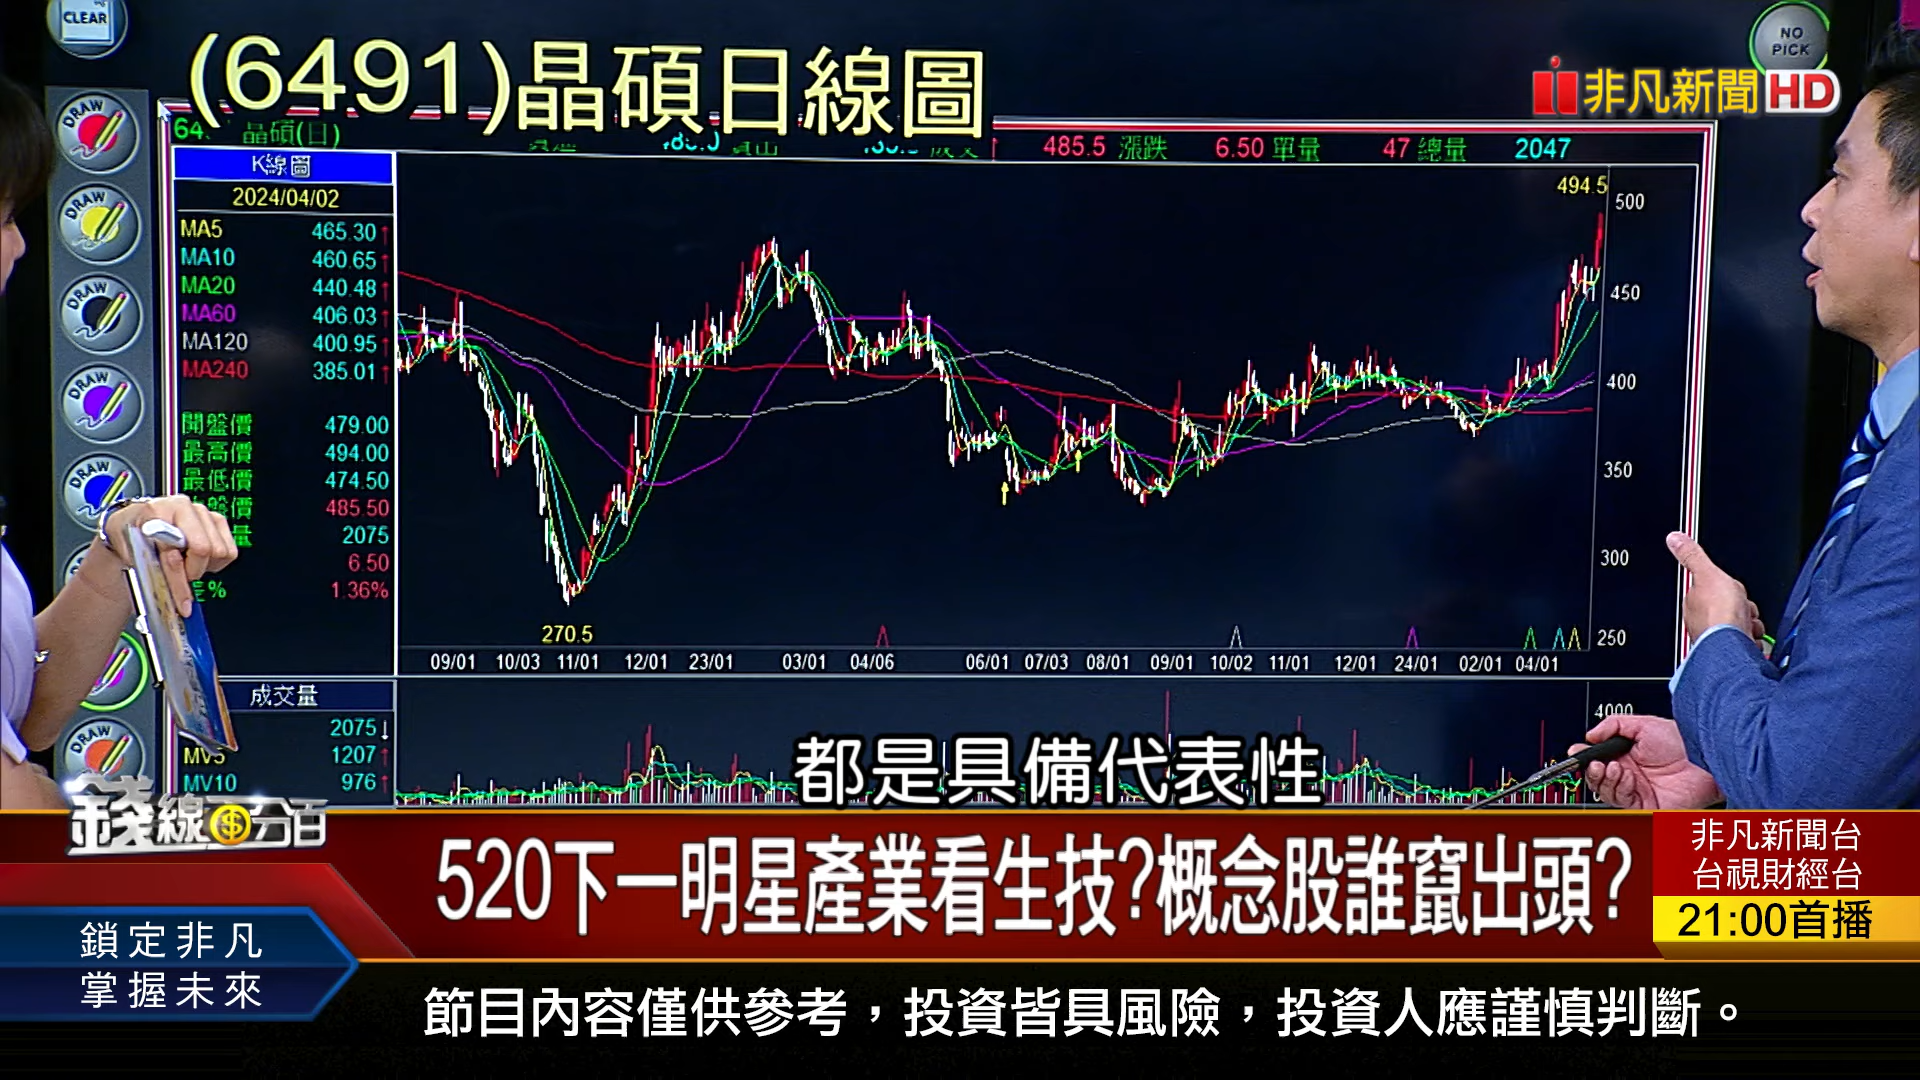 CLEAR
NO
PICK
(6491)晶碩日線圖
非凡新聞HD
晶碩(日)
485.5 漲跌 6.50 單量 47 總量 2047
K線圖
2024/04/02
MA5 465.30↑
MA10 460.65↑
MA20 440.48↑
MA60 406.03↑
MA120 400.95↑
MA240 385.01↑
開盤價 479.00
最高價 494.00
最低價 474.50
盤價 485.50
量 2075
6.50
% 1.36%
DRAW
DRAW
DRAW
DRAW
DRAW
DRAW
494.5
500
450
400
350
300
250
270.5
09/01 10/03 11/01 12/01 23/01 03/01 04/06 06/01 07/03 08/01 09/01 10/02 11/01 12/01 24/01 02/01 04/01
成交量
2075↓
MV5 1207↑
MV10 976↑
4000
都是具備代表性
錢線百分百
520下一明星產業看生技?概念股誰竄出頭?
非凡新聞台
台視財經台
21:00首播
鎖定非凡
掌握未來
節目內容僅供參考，投資皆具風險，投資人應謹慎判斷。